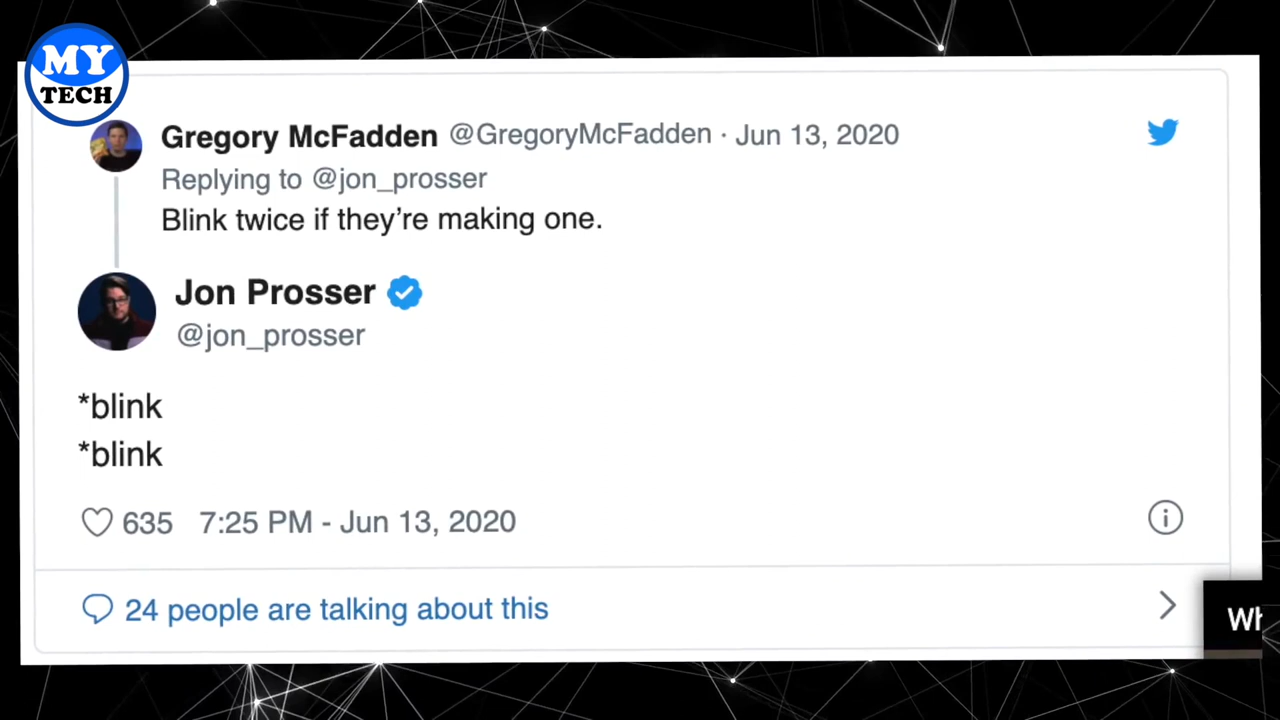 MY
TECH
Gregory McFadden @GregoryMcFadden · Jun 13, 2020
Replying to @jon_prosser
Blink twice if they’re making one.
Jon Prosser
@jon_prosser
*blink
*blink
635 7:25 PM - Jun 13, 2020
24 people are talking about this